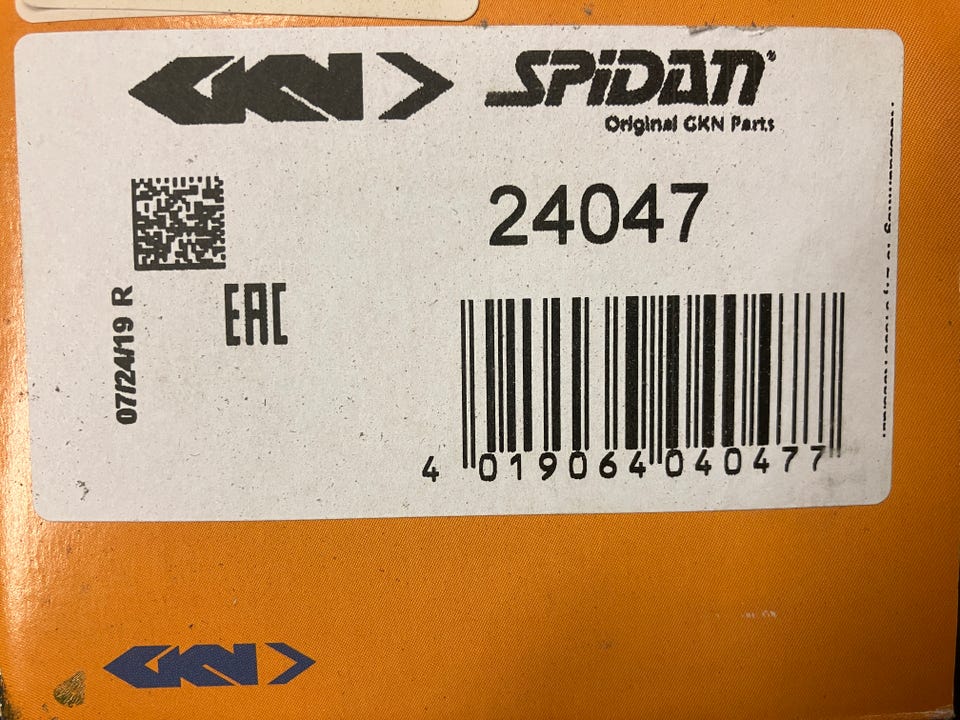 GKN SPiDAN®
Original GKN Parts
24047
07/24/19 R
EAC
4 019064 040477
GKN